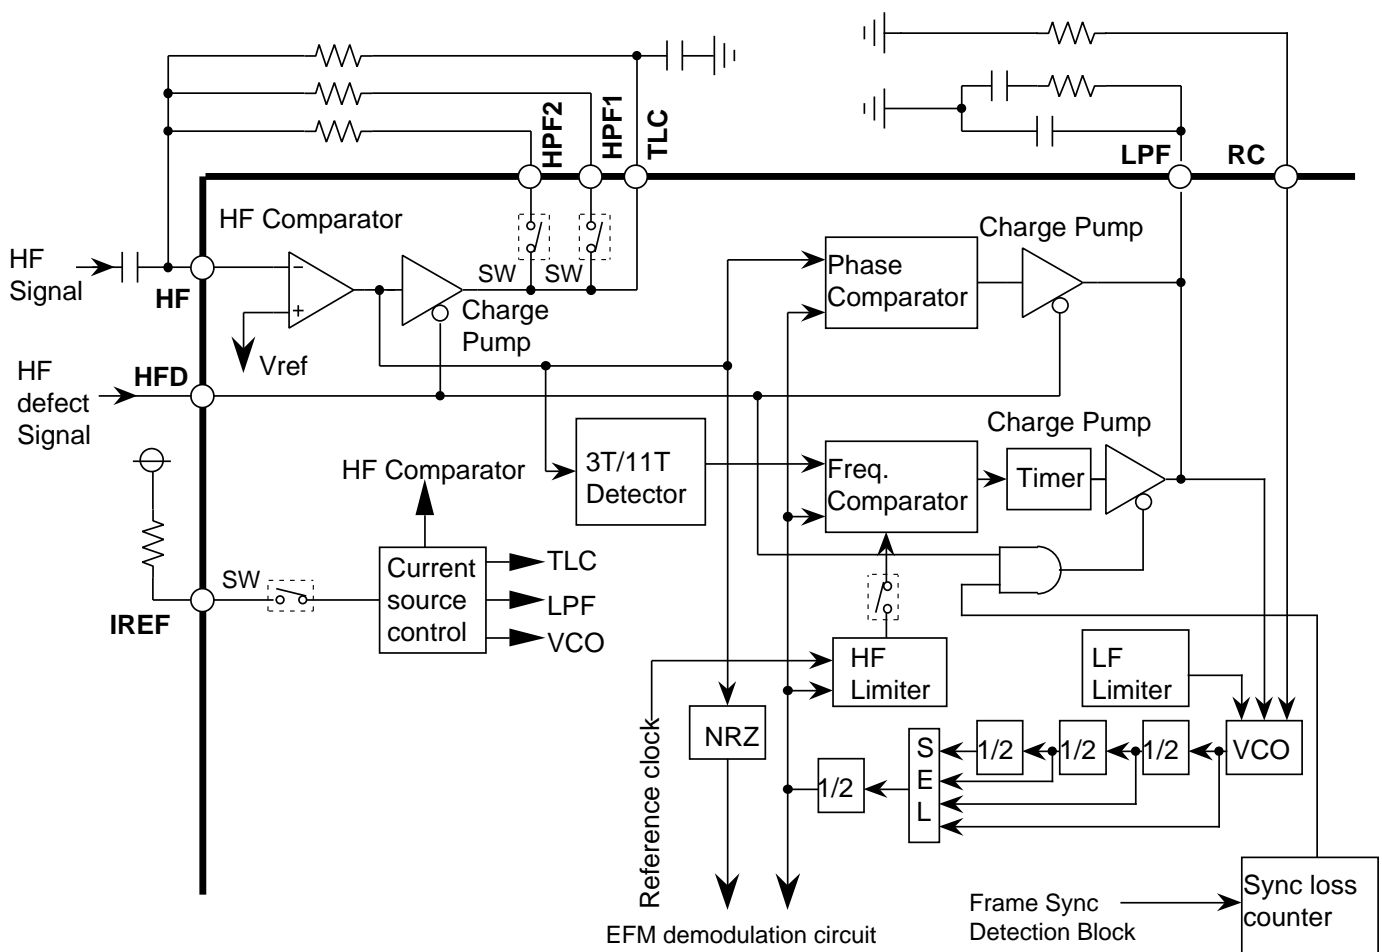 HPF2
HPF1
TLC
LPF
RC
HF Comparator
Charge Pump
HF
Signal
HF
−
+
SW
SW
Phase
Comparator
Charge
Pump
Vref
HF
defect
Signal
HFD
Charge Pump
HF Comparator
3T/11T
Detector
Freq.
Comparator
Timer
IREF
SW
Current
source
control
TLC
LPF
VCO
HF
Limiter
LF
Limiter
Reference clock
NRZ
1/2
S
E
L
1/2
1/2
1/2
VCO
Frame Sync
Detection Block
Sync loss
counter
EFM demodulation circuit